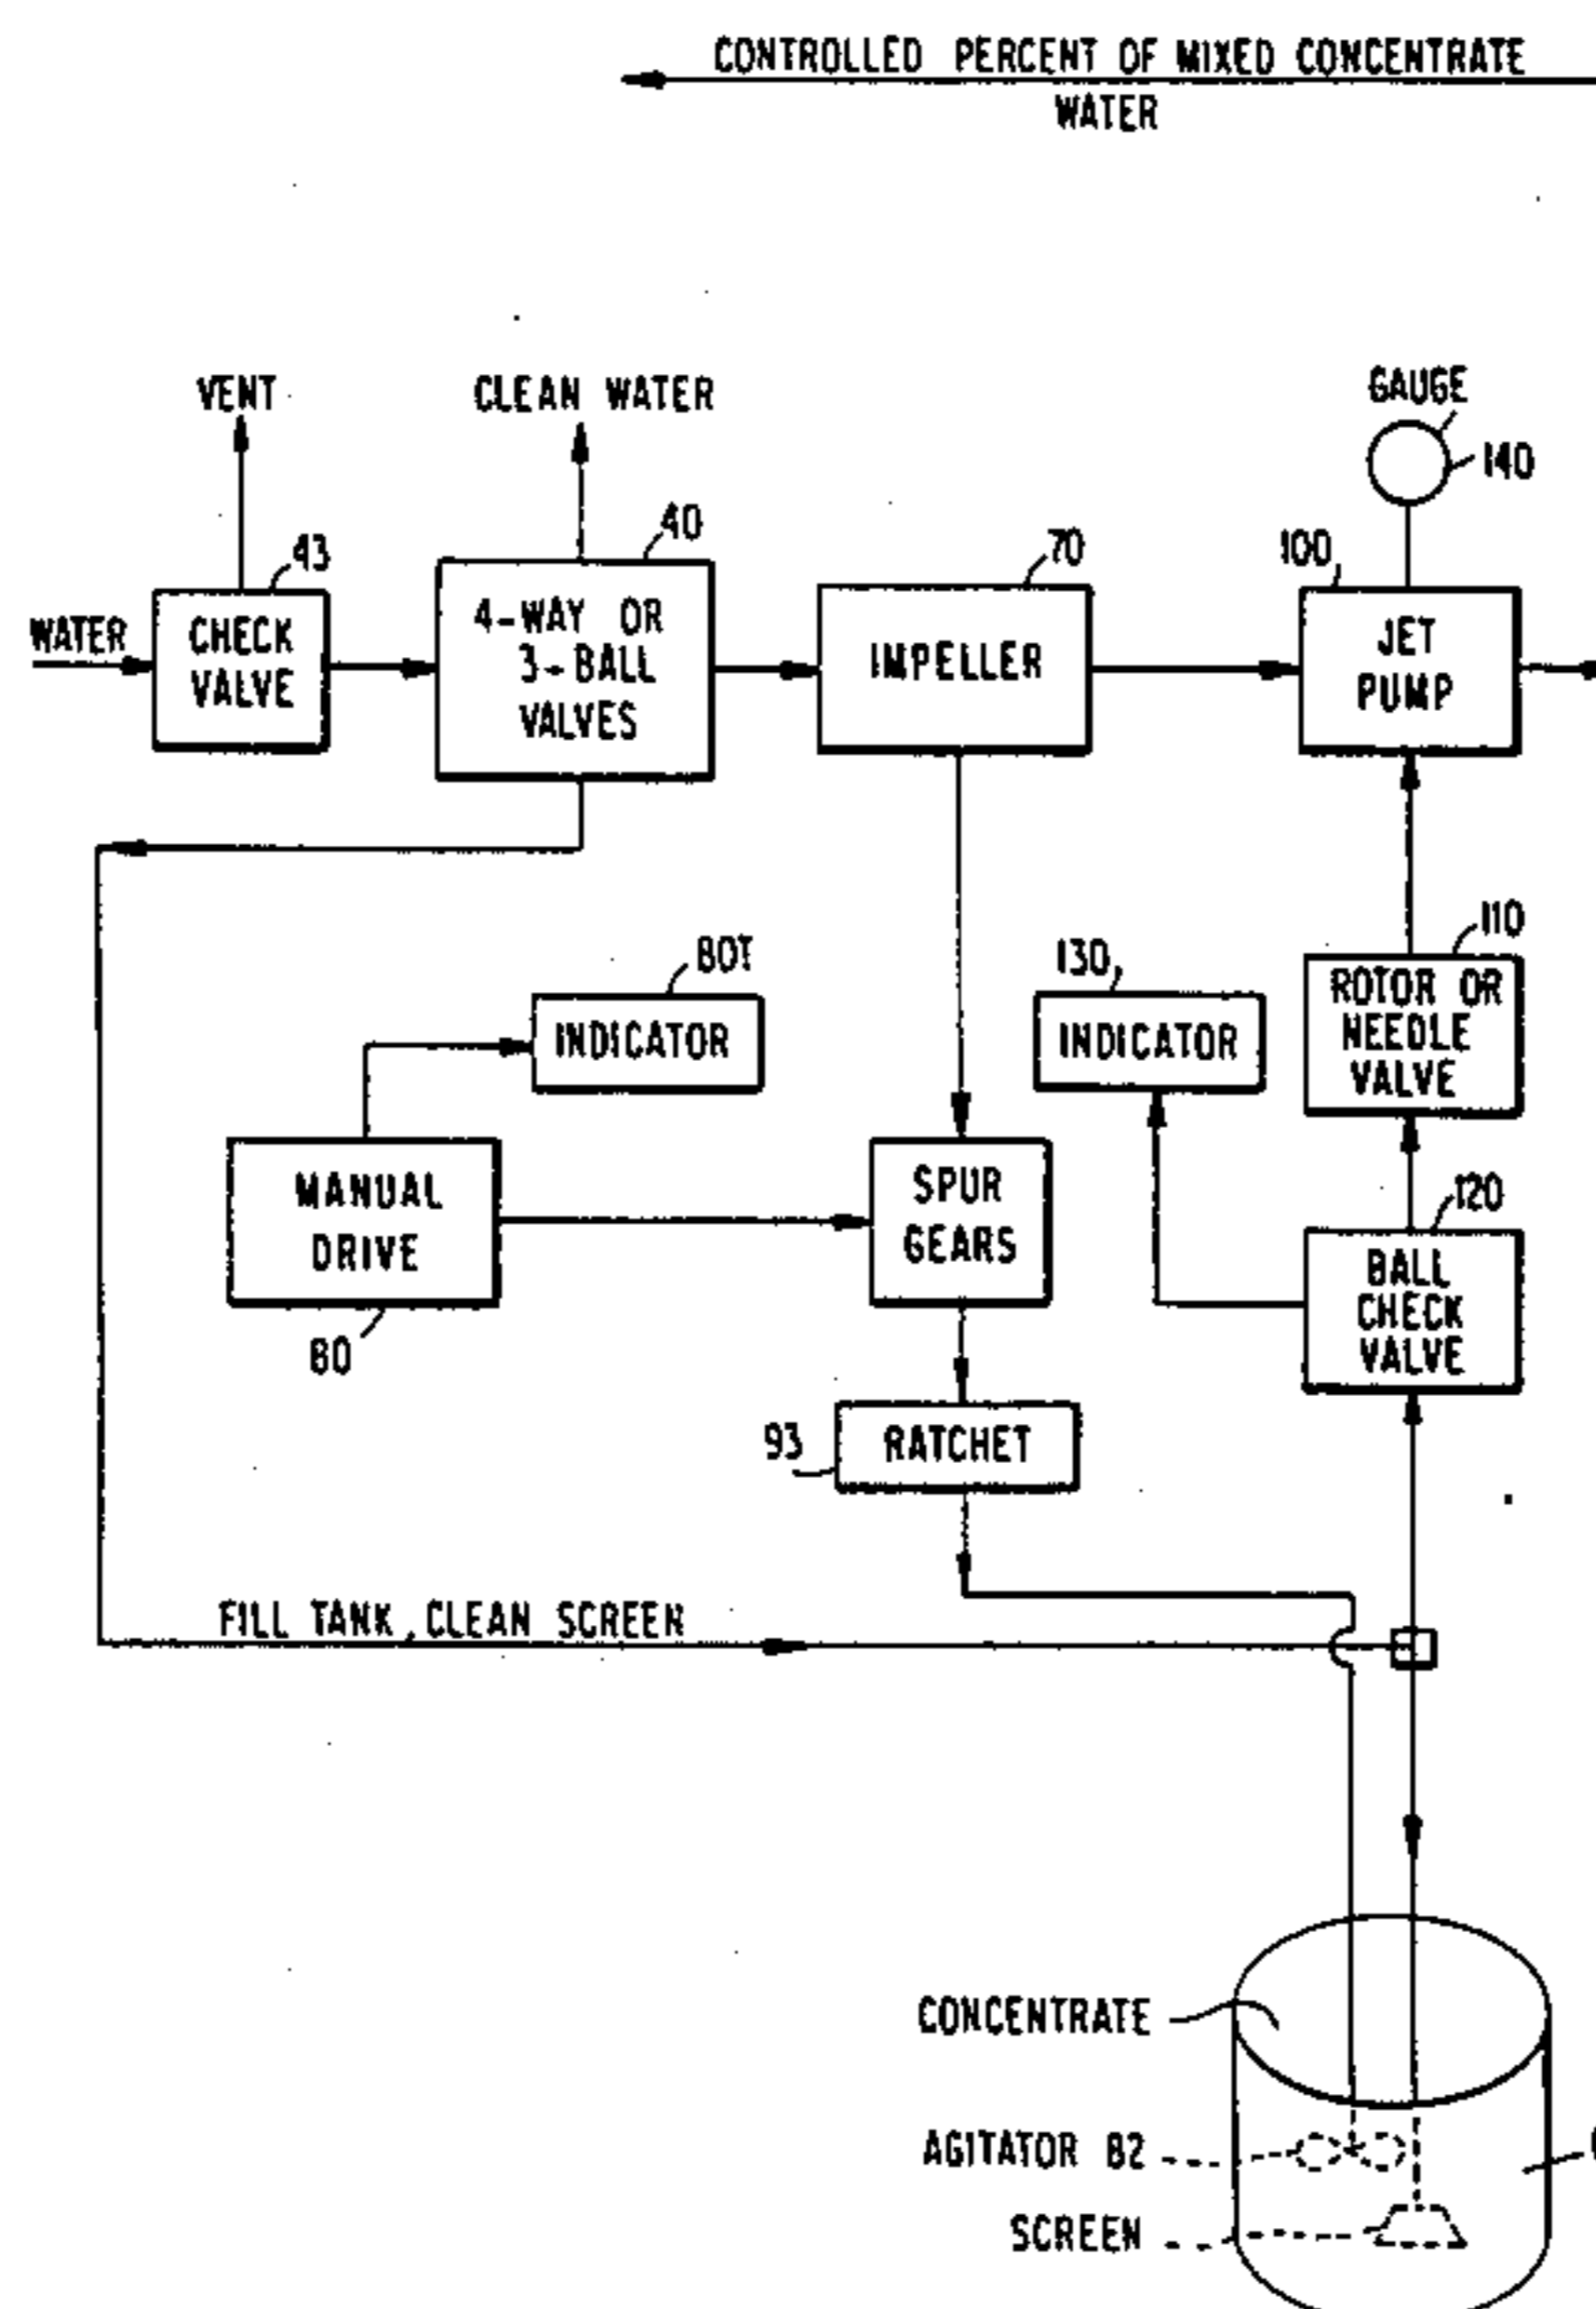 CONTROLLED PERCENT OF MIXED CONCENTRATE
WATER
VENT
CLEAN WATER
GAUGE
140
43
40
70
100
WATER
CHECK
VALVE
4-WAY OR
3-BALL
VALVES
IMPELLER
JET
PUMP
80T
INDICATOR
130
INDICATOR
110
ROTOR OR
NEEDLE
VALVE
MANUAL
DRIVE
80
SPUR
GEARS
120
BALL
CHECK
VALVE
93
RATCHET
FILL TANK, CLEAN SCREEN
CONCENTRATE
AGITATOR 82
SCREEN